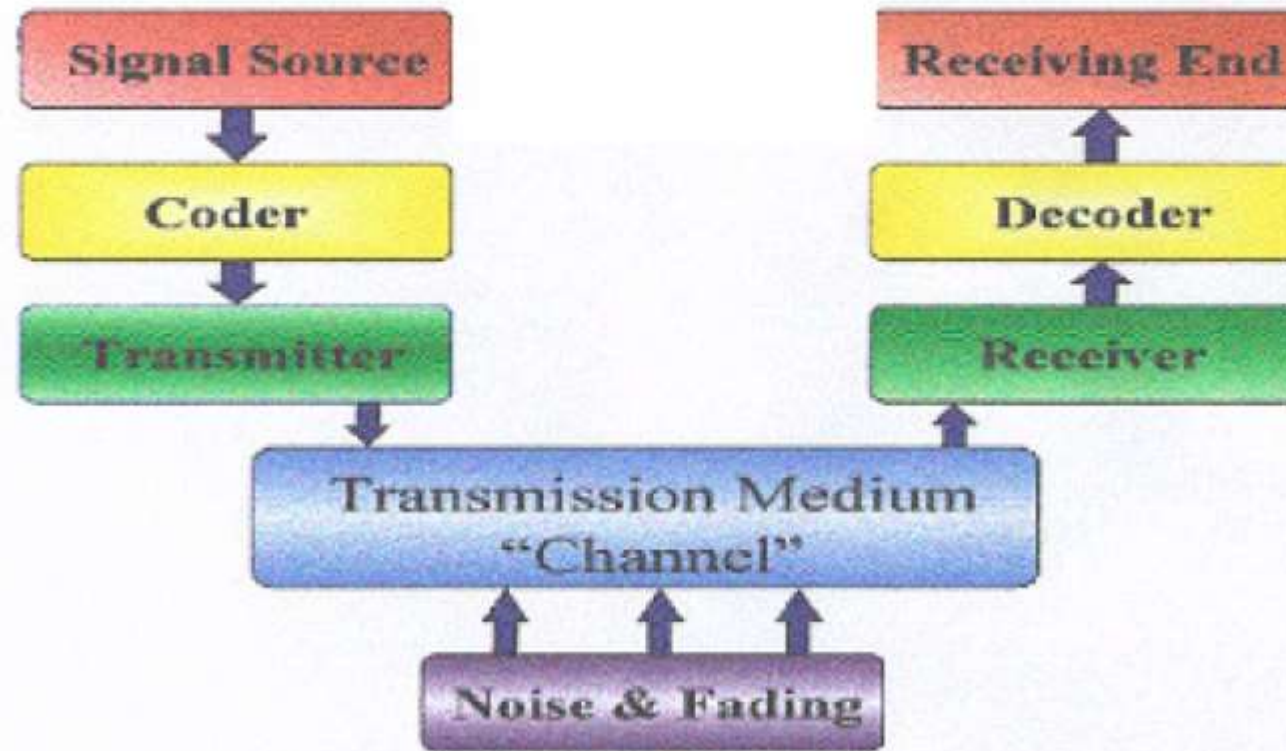 Signal Source
Coder
Transmitter
Transmission Medium
“Channel”
Noise & Fading
Receiving End
Decoder
Receiver